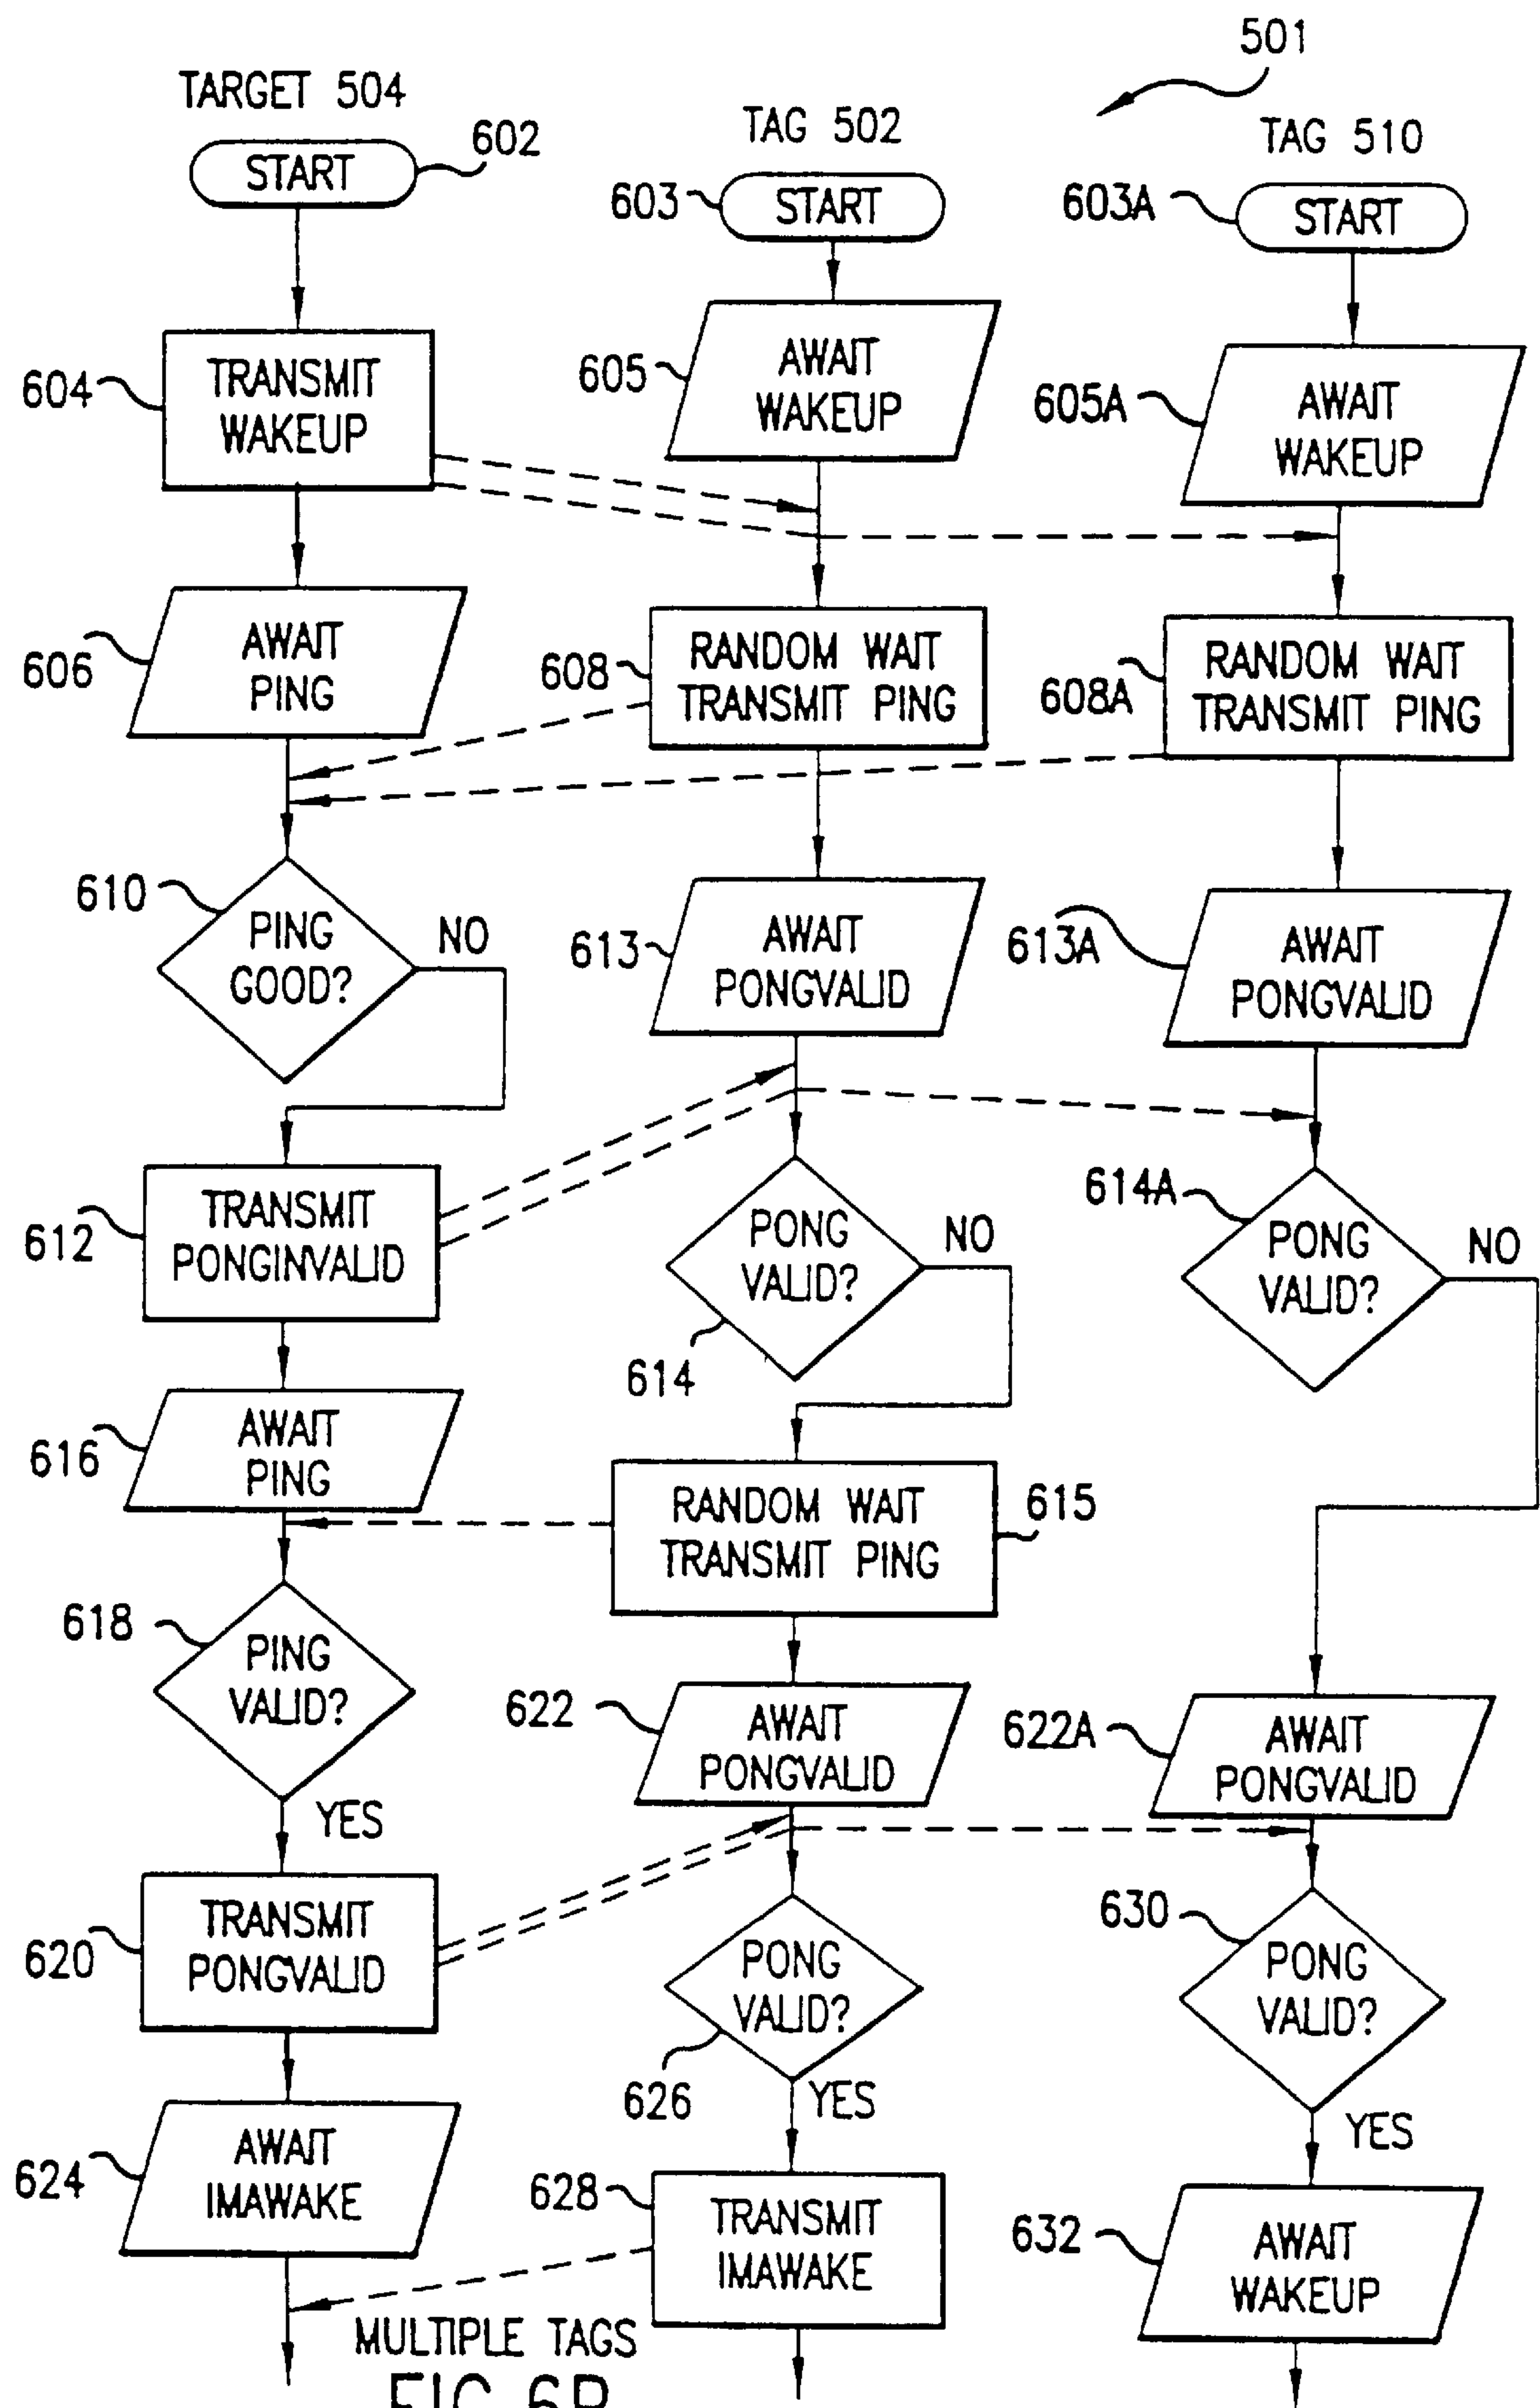 501
TARGET 504
TAG 502
TAG 510
START
602
603
START
603A
START
604
TRANSMIT
WAKEUP
605
AWAIT
WAKEUP
605A
AWAIT
WAKEUP
606
AWAIT
PING
608
RANDOM WAIT
TRANSMIT PING
608A
RANDOM WAIT
TRANSMIT PING
610
PING
GOOD?
NO
613
AWAIT
PONGVALID
613A
AWAIT
PONGVALID
612
TRANSMIT
PONGINVALID
614
PONG
VALID?
NO
614A
PONG
VALID?
NO
616
AWAIT
PING
RANDOM WAIT
TRANSMIT PING
615
618
PING
VALID?
YES
622
AWAIT
PONGVALID
622A
AWAIT
PONGVALID
620
TRANSMIT
PONGVALID
626
PONG
VALID?
YES
630
PONG
VALID?
YES
624
AWAIT
IMAWAKE
628
TRANSMIT
IMAWAKE
632
AWAIT
WAKEUP
MULTIPLE TAGS
FIG.6B